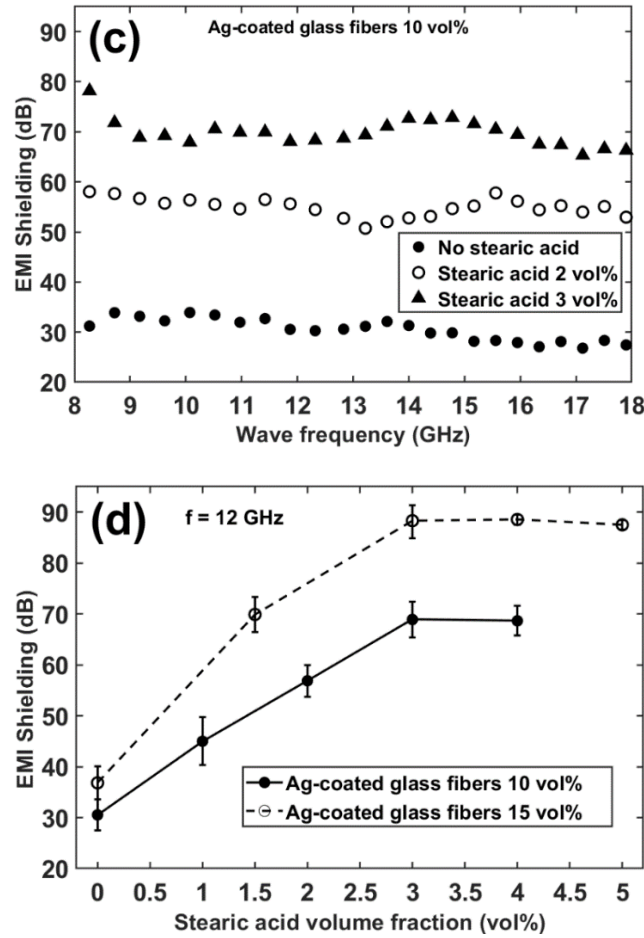 (c)
Ag-coated glass fibers 10 vol%
EMI Shielding (dB)
90
80
70
60
50
40
30
20
No stearic acid
Stearic acid 2 vol%
Stearic acid 3 vol%
8 9 10 11 12 13 14 15 16 17 18
Wave frequency (GHz)
(d)
f = 12 GHz
EMI Shielding (dB)
90
80
70
60
50
40
30
20
Ag-coated glass fibers 10 vol%
Ag-coated glass fibers 15 vol%
0 0.5 1 1.5 2 2.5 3 3.5 4 4.5 5
Stearic acid volume fraction (vol%)